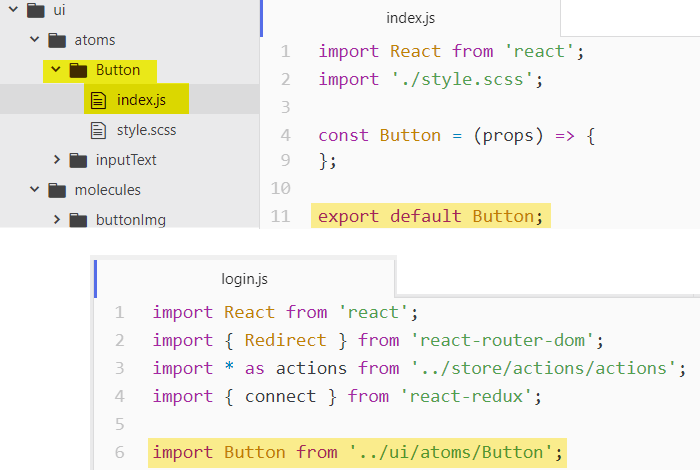 ui
atoms
Button
index.js
style.scss
inputText
molecules
buttonImg
index.js
1 import React from 'react';
2 import './style.scss';
3
4 const Button = (props) => {
9 };
10
11 export default Button;
login.js
1 import React from 'react';
2 import { Redirect } from 'react-router-dom';
3 import * as actions from '../store/actions/actions';
4 import { connect } from 'react-redux';
5
6 import Button from '../ui/atoms/Button';